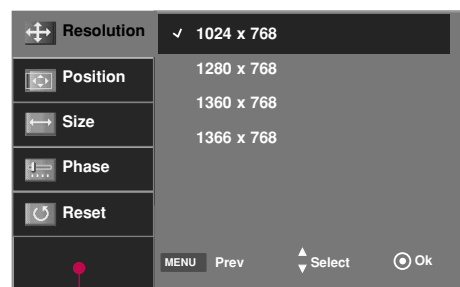 Resolution
Position
Size
Phase
Reset
1024 x 768
1280 x 768
1360 x 768
1366 x 768
MENU Prev Select Ok